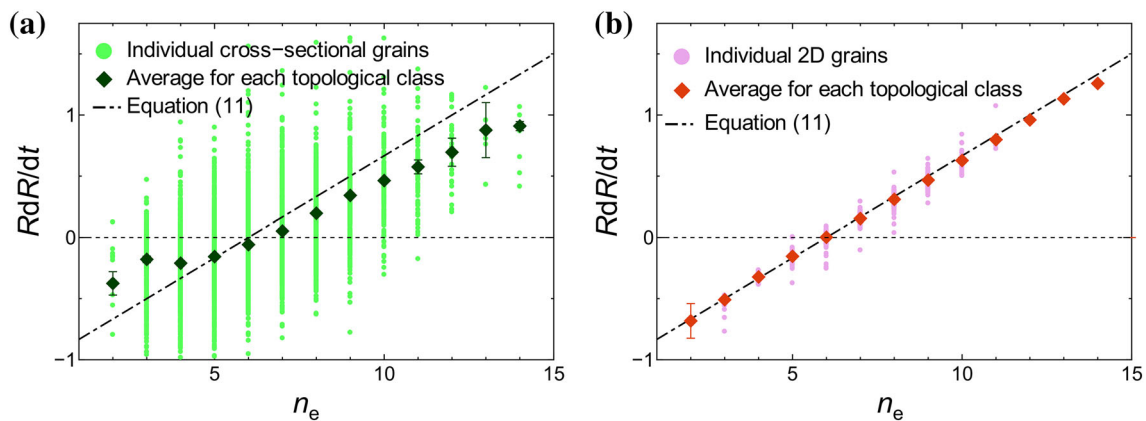 (a)
Individual cross-sectional grains
Average for each topological class
Equation (11)
RdR/dt
1
0
−1
5
10
15
nₑ
(b)
Individual 2D grains
Average for each topological class
Equation (11)
RdR/dt
1
0
−1
5
10
15
nₑ